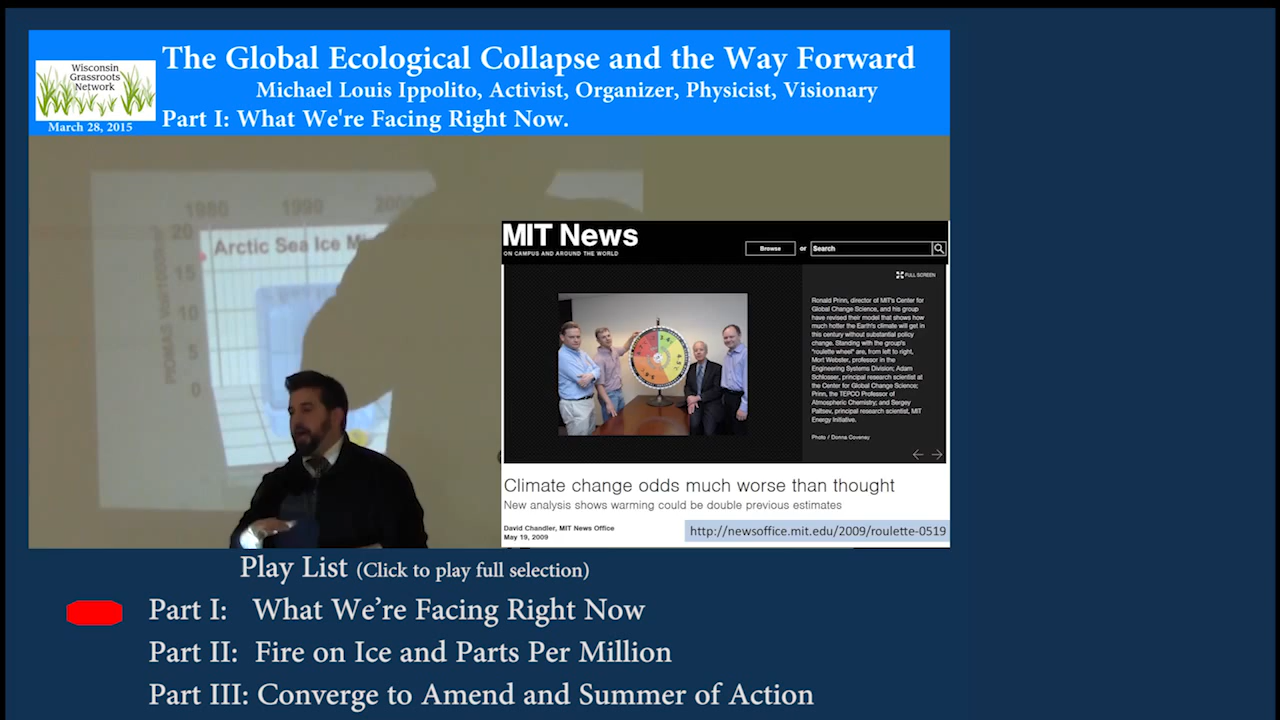 The Global Ecological Collapse and the Way Forward
Wisconsin
Grassroots
Network
Michael Louis Ippolito, Activist, Organizer, Physicist, Visionary
March 28, 2015
Part I: What We're Facing Right Now.
1980
1990
20
Arctic Sea Ice
15
10
5
0
MIT News
ON CAMPUS AND AROUND THE WORLD
Browse or Search
FULL SCREEN
Ronald Prinn, director of MIT's Center for
Global Change Science, and his group
have revised their model that shows how
much hotter the Earth's climate will get in
this century without substantial policy
change. Standing with the group's
"roulette wheel" are, from left to right,
Mort Webster, professor in the
Engineering Systems Division; Adam
Schlosser, principal research scientist at
the Center for Global Change Science;
Prinn, the TEPCO Professor of
Atmospheric Chemistry; and Sergey
Paltsev, principal research scientist, MIT
Energy Initiative.
Photo / Donna Coveney
Climate change odds much worse than thought
New analysis shows warming could be double previous estimates
David Chandler, MIT News Office
May 19, 2009
http://newsoffice.mit.edu/2009/roulette-0519
Play List (Click to play full selection)
Part I: What We're Facing Right Now
Part II: Fire on Ice and Parts Per Million
Part III: Converge to Amend and Summer of Action